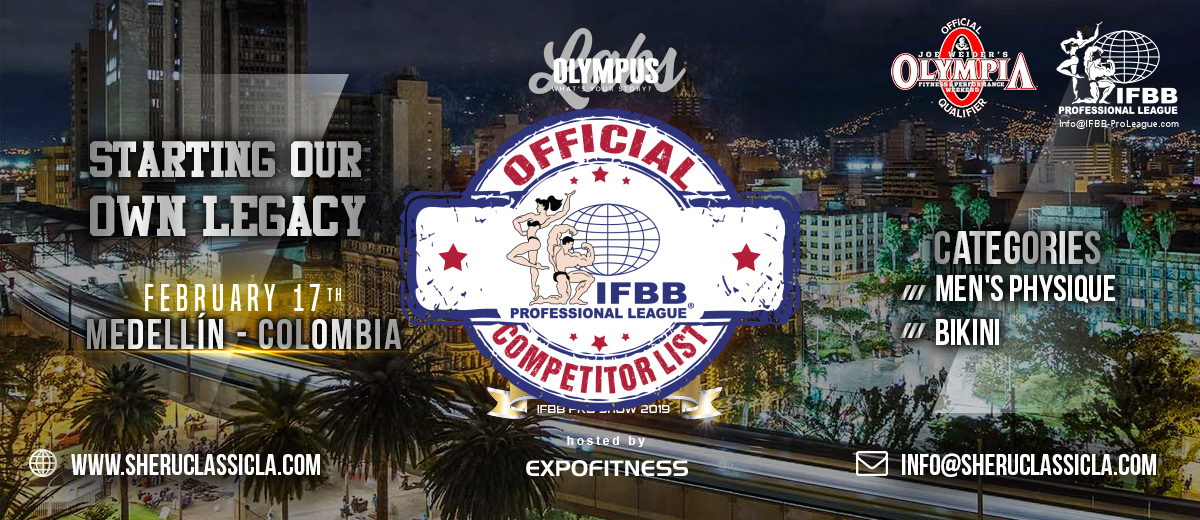 Labs
OLYMPUS
WHAT'S YOUR STORY?
OFFICIAL
JOE WEIDER'S
OLYMPIA
FITNESS & PERFORMANCE
WEEKEND
QUALIFIER
IFBB
PROFESSIONAL LEAGUE
Info@IFBB-ProLeague.com
STARTING OUR
OWN LEGACY
FEBRUARY 17TH
MEDELLÍN - COLOMBIA
OFFICIAL
IFBB®
PROFESSIONAL LEAGUE
COMPETITOR LIST
IFBB PRO SHOW 2019
hosted by
EXPOFITNESS
CATEGORIES
MEN'S PHYSIQUE
BIKINI
WWW.SHERUCLASSICLA.COM
INFO@SHERUCLASSICLA.COM